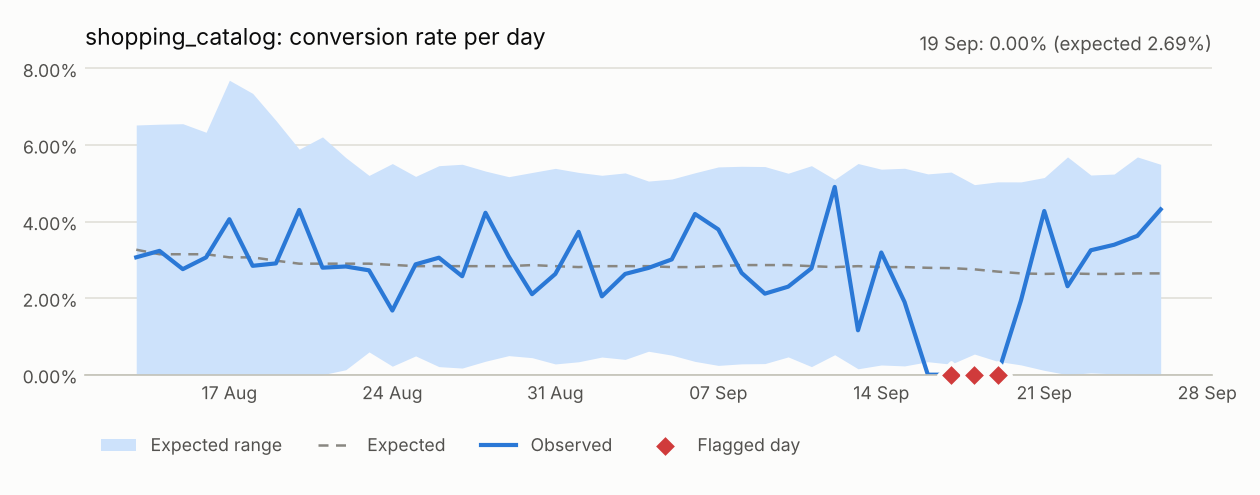 shopping_catalog: conversion rate per day
19 Sep: 0.00% (expected 2.69%)
8.00%
6.00%
4.00%
2.00%
0.00%
17 Aug 24 Aug 31 Aug 07 Sep 14 Sep 21 Sep 28 Sep
Expected range Expected Observed Flagged day